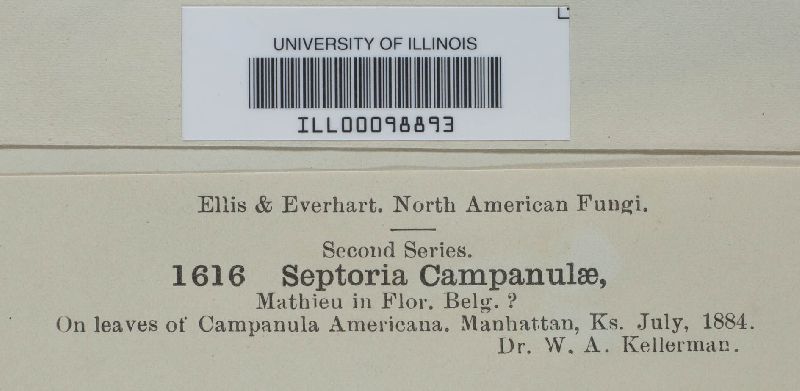 UNIVERSITY OF ILLINOIS
ILL00098893
Ellis & Everhart. North American Fungi.
Second Series.
1616 Septoria Campanulæ,
Mathieu in Flor. Belg. ?
On leaves of Campanula Americana. Manhattan, Ks. July, 1884.
Dr. W. A. Kellerman.